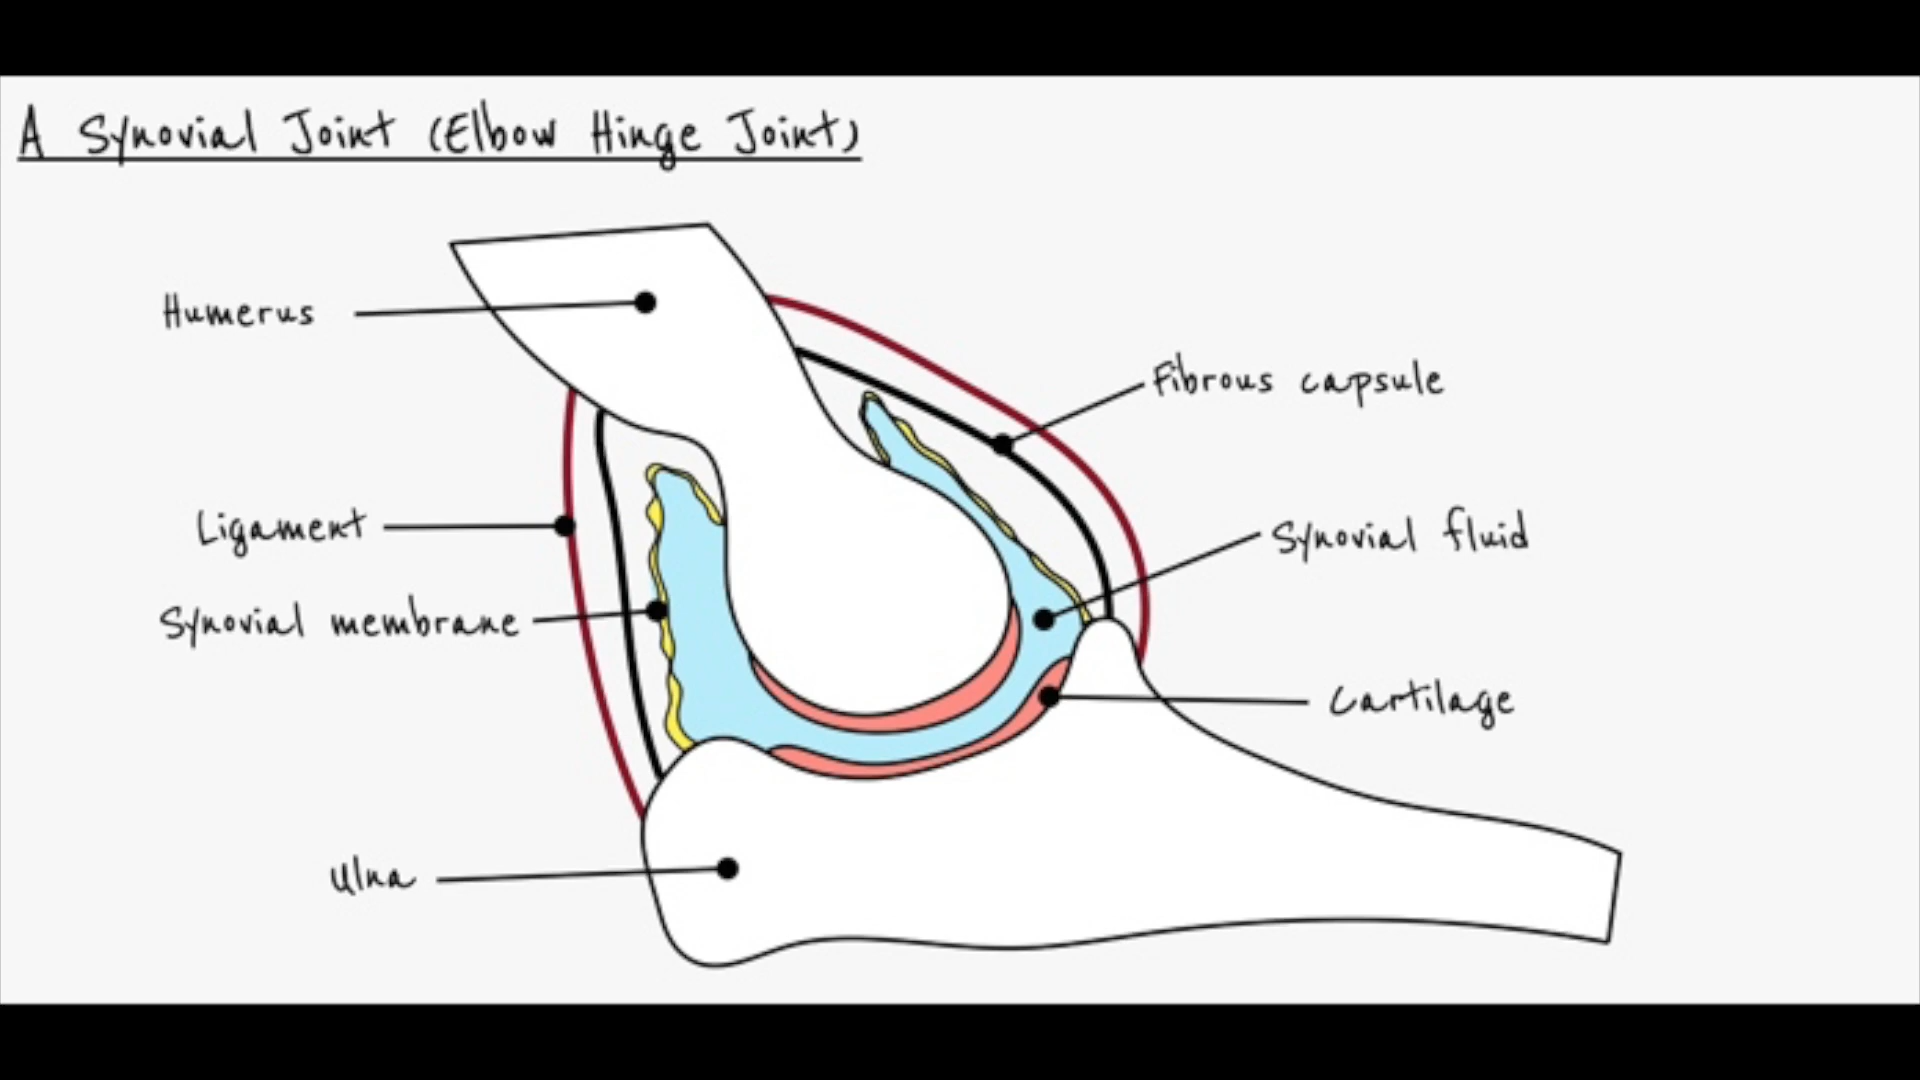 A Synovial Joint (Elbow Hinge Joint)
Humerus
Fibrous capsule
Ligament
Synovial fluid
Synovial membrane
Cartilage
Ulna